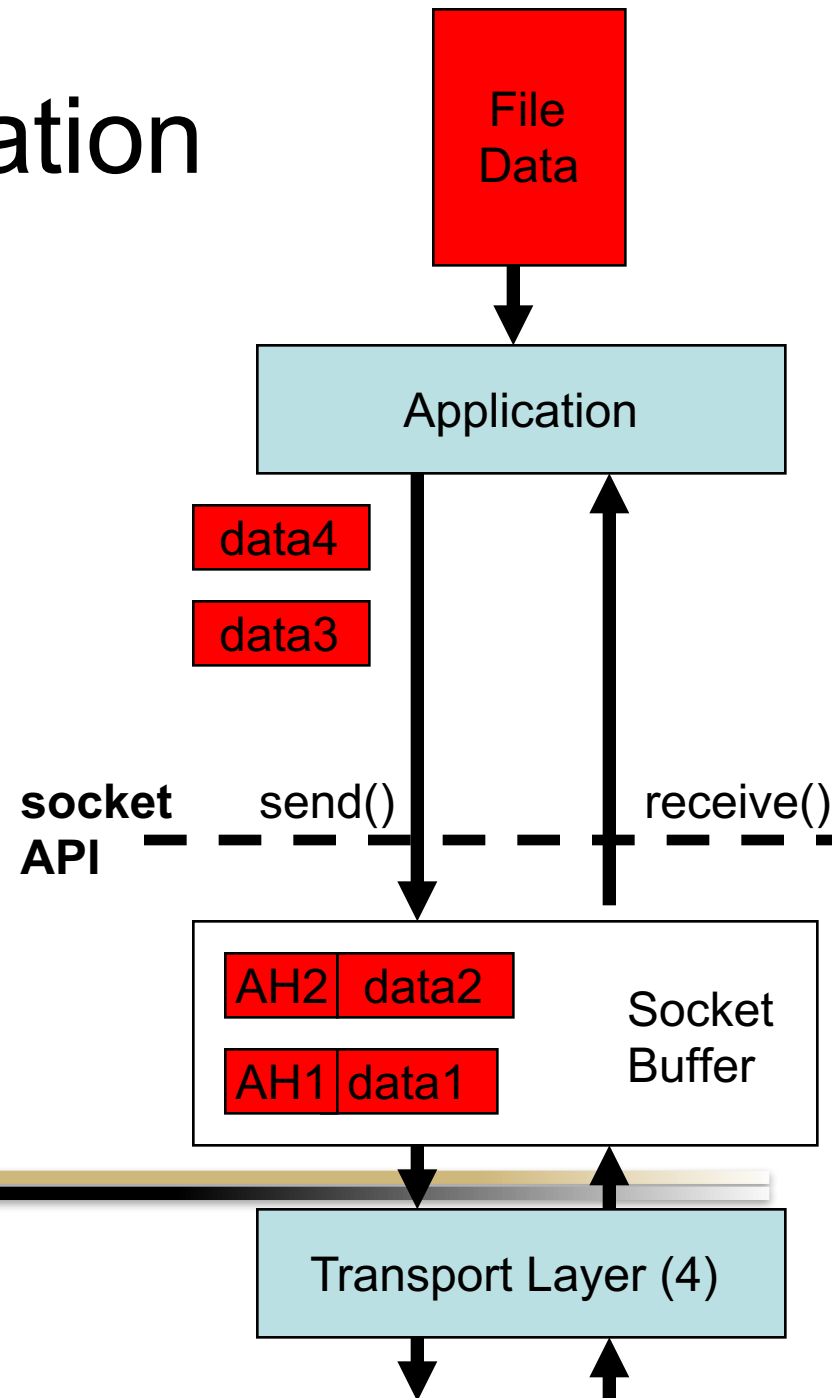 ation
File
Data
Application
data4
data3
socket
API
send()
receive()
AH2 data2
AH1 data1
Socket
Buffer
Transport Layer (4)